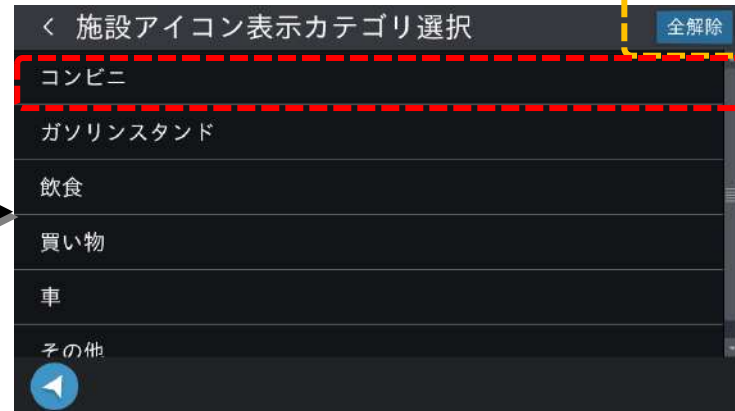 < 施設アイコン表示カテゴリ選択 全解除
コンビニ
ガソリンスタンド
飲食
買い物
車
その他